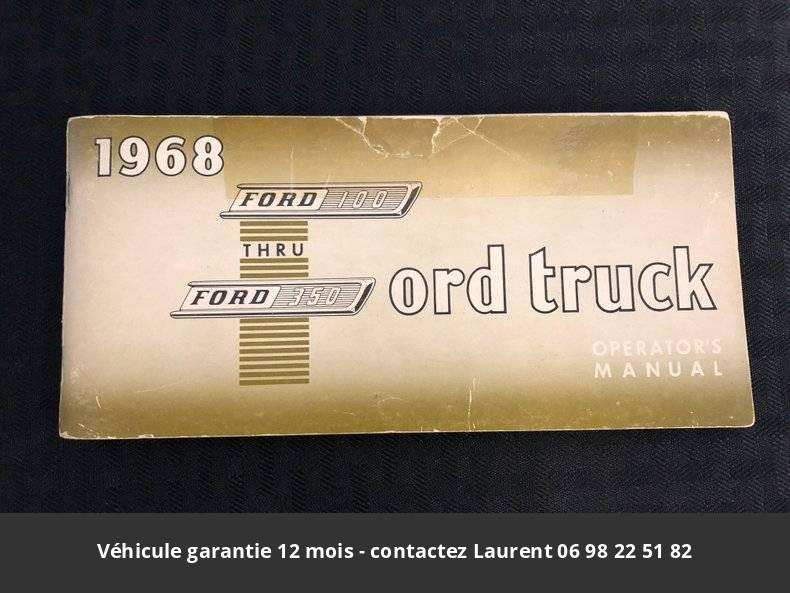 1968
FORD 100
THRU
FORD 350
ord truck
OPERATOR'S
MANUAL
Véhicule garantie 12 mois - contactez Laurent 06 98 22 51 82